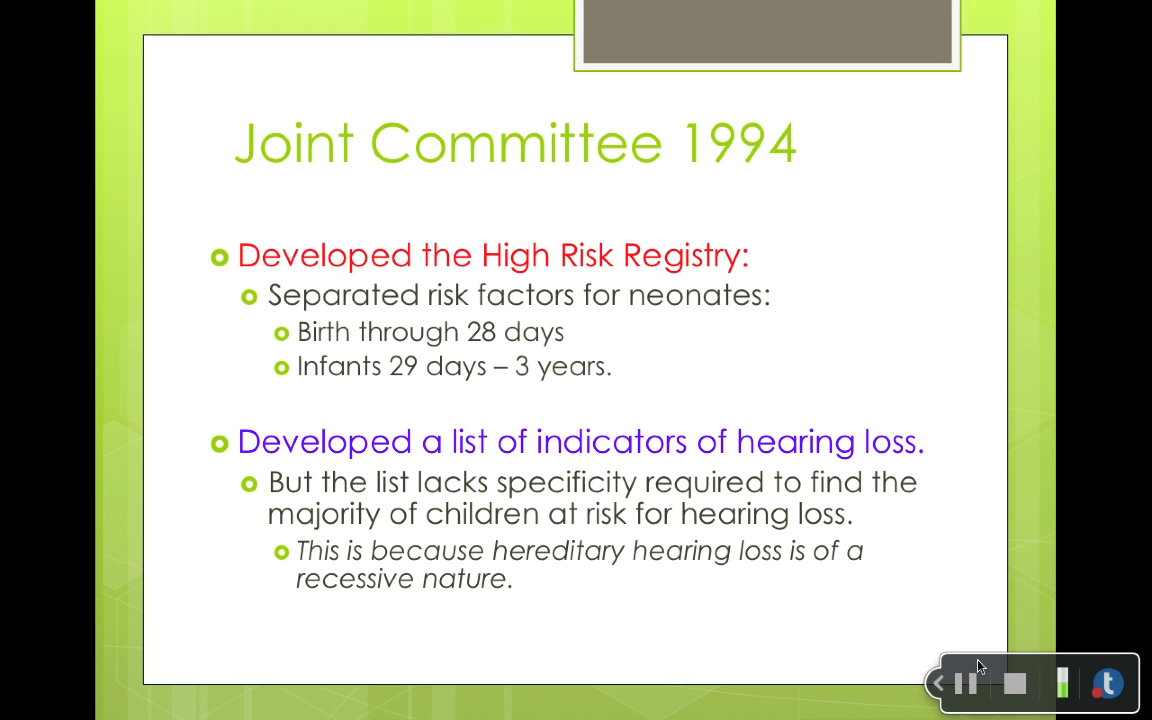 Joint Committee 1994
Developed the High Risk Registry:
Separated risk factors for neonates:
Birth through 28 days
Infants 29 days – 3 years.
Developed a list of indicators of hearing loss.
But the list lacks specificity required to find the
majority of children at risk for hearing loss.
This is because hereditary hearing loss is of a
recessive nature.
t